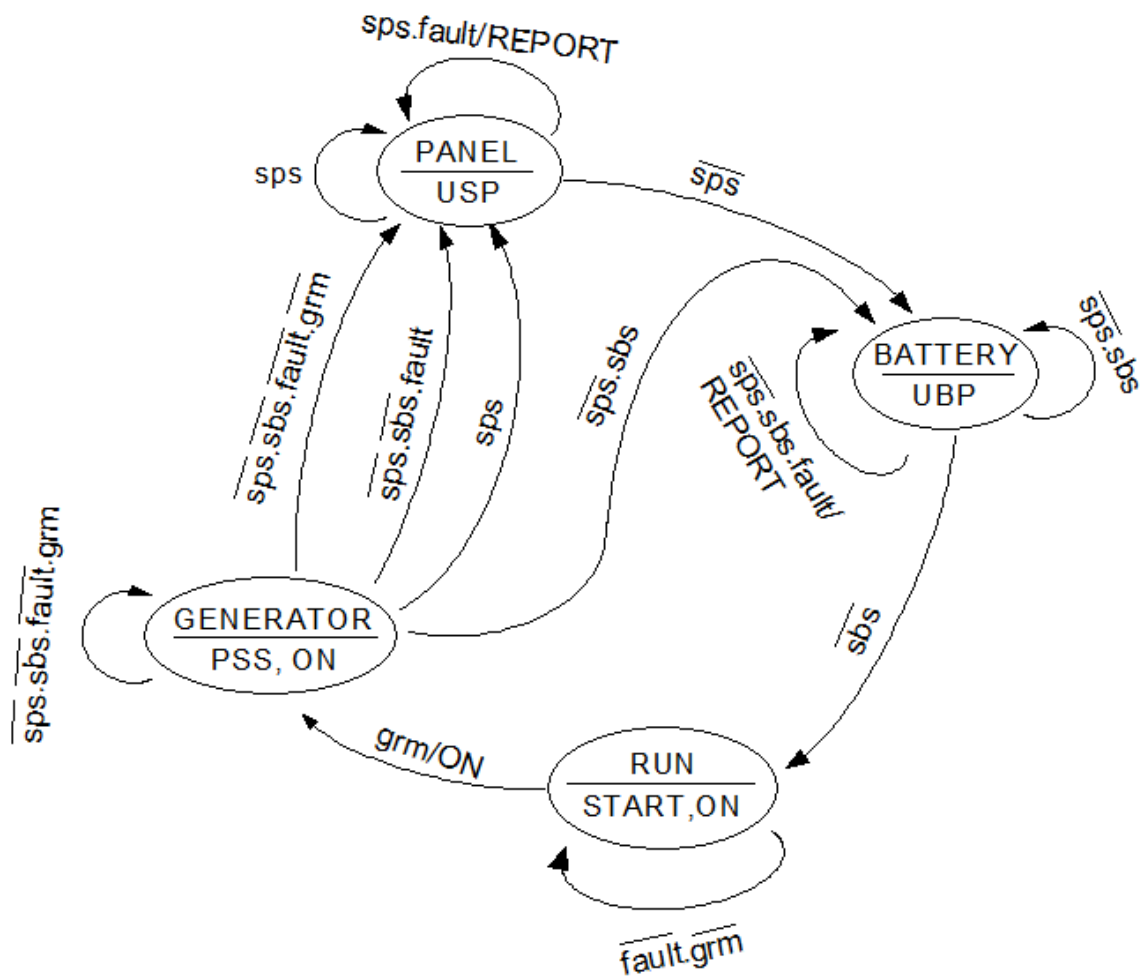 sps.fault/REPORT
PANEL
USP
sps
sps
sps.sbs.fault.grm
sps.sbs.fault
sps
sps.sbs
BATTERY
UBP
sps.sbs
sps.sbs.fault/
REPORT
sps.sbs.fault.grm
GENERATOR
PSS, ON
sbs
grm/ON
RUN
START,ON
fault.grm